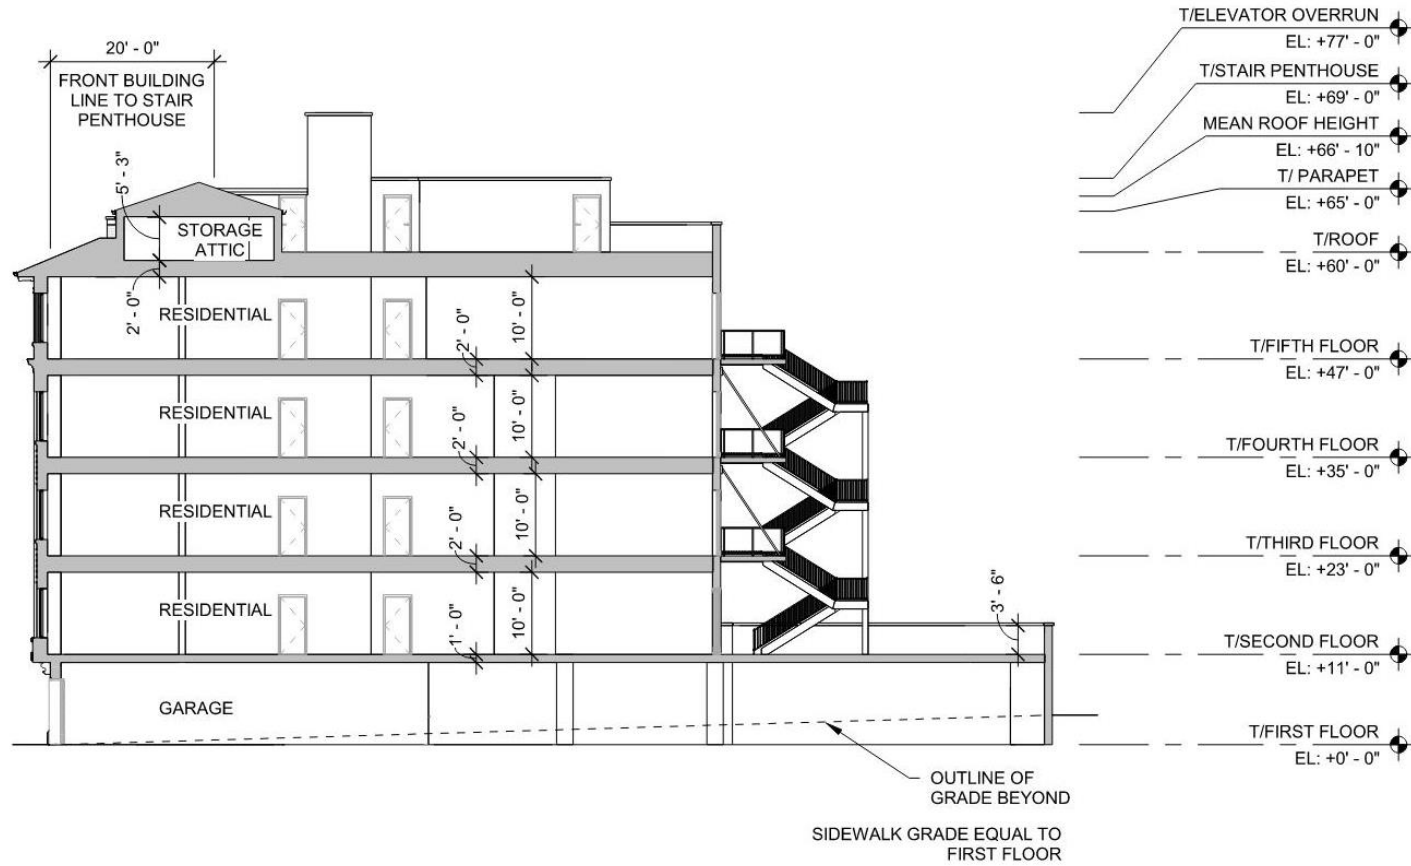 T/ELEVATOR OVERRUN
EL: +77' - 0"
T/STAIR PENTHOUSE
EL: +69' - 0"
MEAN ROOF HEIGHT
EL: +66' - 10"
T/ PARAPET
EL: +65' - 0"
T/ROOF
EL: +60' - 0"
T/FIFTH FLOOR
EL: +47' - 0"
T/FOURTH FLOOR
EL: +35' - 0"
T/THIRD FLOOR
EL: +23' - 0"
T/SECOND FLOOR
EL: +11' - 0"
T/FIRST FLOOR
EL: +0' - 0"
20' - 0"
FRONT BUILDING
LINE TO STAIR
PENTHOUSE
5' - 3"
STORAGE
ATTIC
2' - 0"
RESIDENTIAL
2' - 0"
10' - 0"
RESIDENTIAL
2' - 0"
10' - 0"
RESIDENTIAL
2' - 0"
10' - 0"
RESIDENTIAL
1' - 0"
10' - 0"
3' - 6"
GARAGE
OUTLINE OF
GRADE BEYOND
SIDEWALK GRADE EQUAL TO
FIRST FLOOR